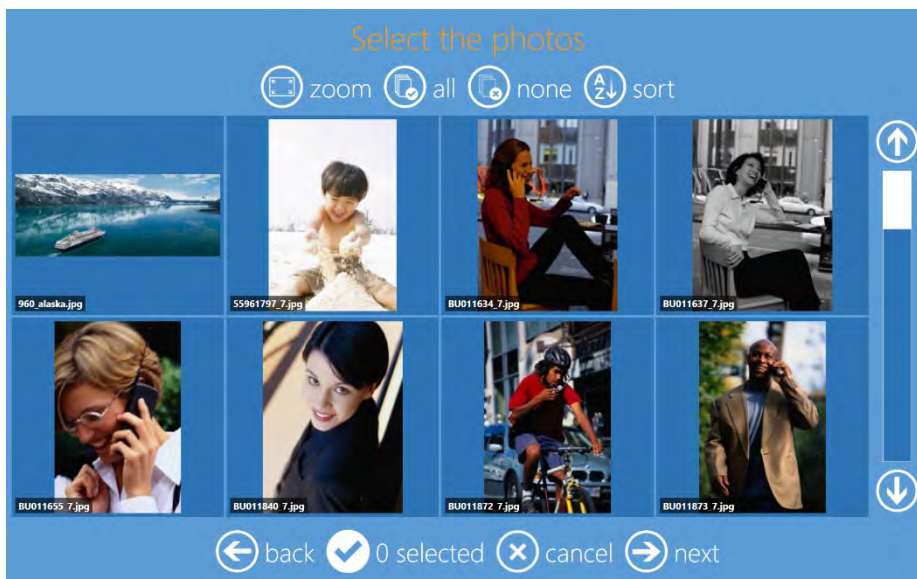 Select the photos
zoom all none A Z sort
960_alaska.jpg 55961797_7.jpg BU011634_7.jpg BU011637_7.jpg
BU011655_7.jpg BU011840_7.jpg BU011872_7.jpg BU011873_7.jpg
back 0 selected cancel next